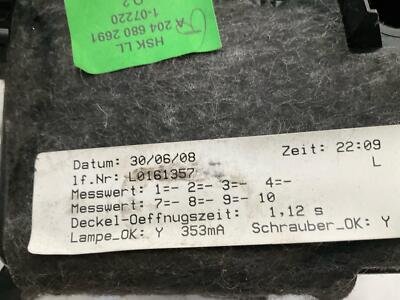 HSK LL
A 204 680 2691
1-07220
Datum: 30/06/08 Zeit: 22:09
lf.Nr: L0161357 L
Messwert: 1=- 2=- 3=- 4=-
Messwert: 7=- 8=- 9=- 10
Deckel-Oeffnugszeit: 1,12 s
Lampe_OK: Y 353mA Schrauber_OK: Y